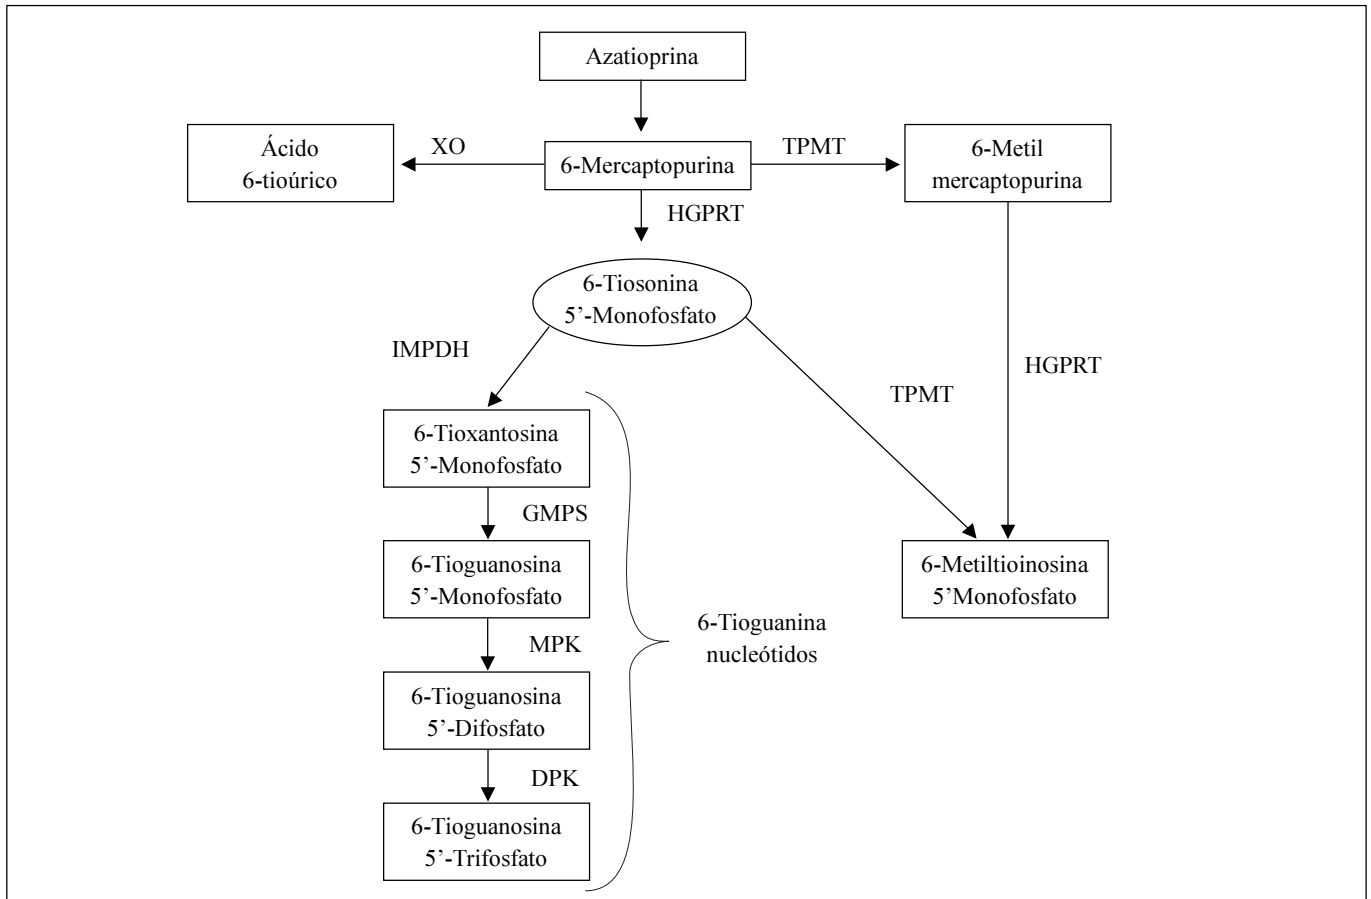 Azatioprina
Ácido
6-tioúrico
XO
6-Mercaptopurina
TPMT
6-Metil
mercaptopurina
HGPRT
6-Tiosonina
5’-Monofosfato
IMPDH
HGPRT
TPMT
6-Tioxantosina
5’-Monofosfato
GMPS
6-Tioguanosina
5’-Monofosfato
6-Metiltioinosina
5’Monofosfato
MPK
6-Tioguanina
nucleótidos
6-Tioguanosina
5’-Difosfato
DPK
6-Tioguanosina
5’-Trifosfato